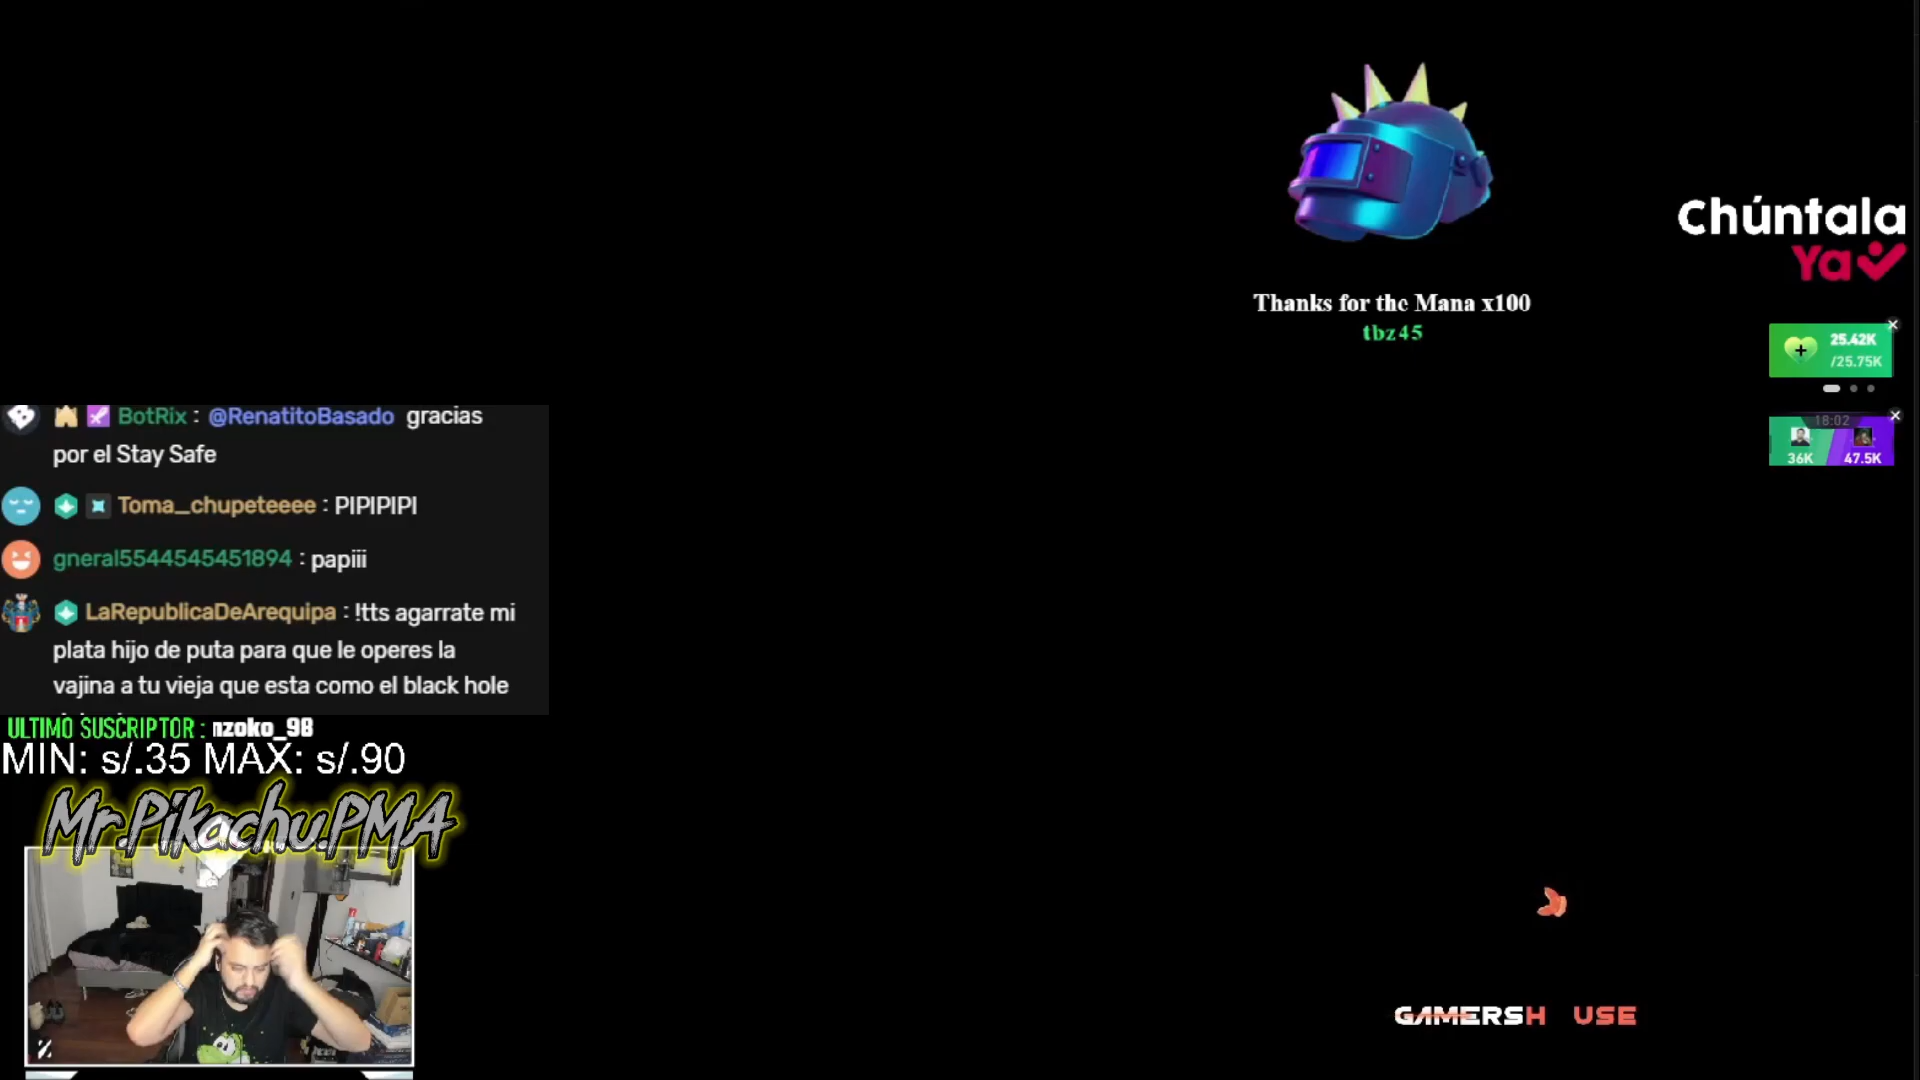 Thanks for the Mana x100
tbz45
Chúntala
Ya
25.42K
/25.75K
18:02
36K
47.5K
BotRix : @RenatitoBasado gracias
por el Stay Safe
Toma_chupeteeee : PIPIPIPI
gneral5544545451894 : papiii
LaRepublicaDeArequipa : !tts agarrate mi
plata hijo de puta para que le operes la
vajina a tu vieja que esta como el black hole
ULTIMO SUSCRIPTOR : nzoko_98
MIN: s/.35 MAX: s/.90
Mr.Pikachu.PMA
GAMERSH USE